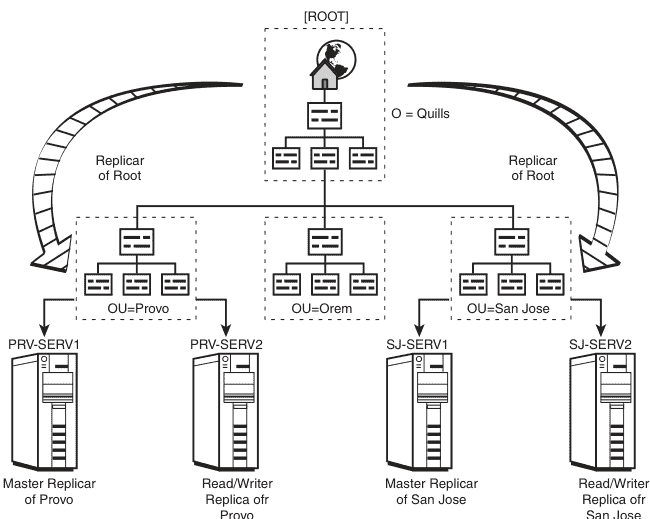 [ROOT]
O = Quills
Replicar
of Root
Replicar
of Root
OU=Provo
OU=Orem
OU=San Jose
PRV-SERV1
PRV-SERV2
SJ-SERV1
SJ-SERV2
Master Replicar
of Provo
Read/Writer
Replica ofr
Provo
Master Replicar
of San Jose
Read/Writer
Replica ofr
San Jose